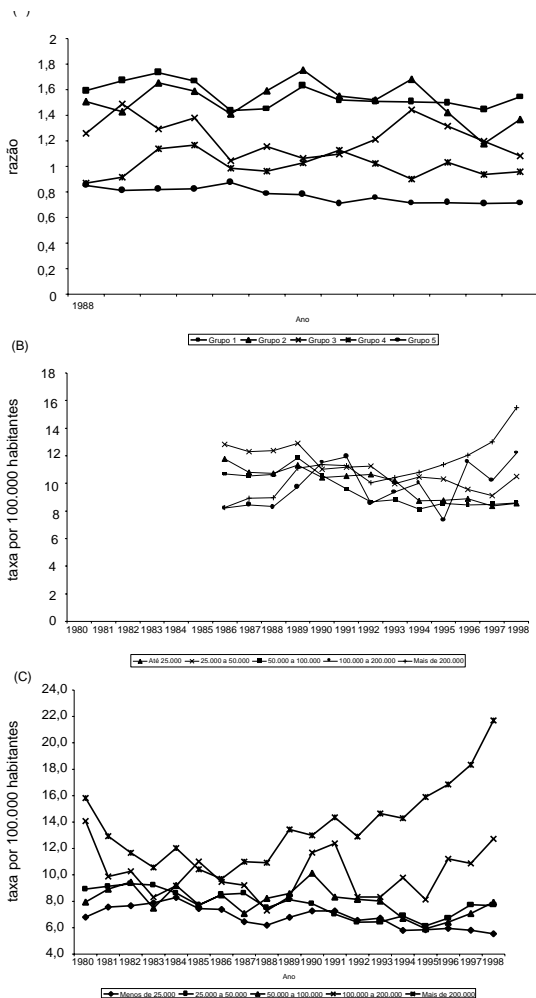 2
1,8
1,6
1,4
1,2
1
0,8
0,6
0,4
0,2
0
razão
1988
Ano
Grupo 1 Grupo 2 Grupo 3 Grupo 4 Grupo 5
(B)
18
16
14
12
10
8
6
4
2
0
taxa por 100.000 habitantes
1980 1981 1982 1983 1984 1985 1986 1987 1988 1989 1990 1991 1992 1993 1994 1995 1996 1997 1998
Até 25.000 25.000 a 50.000 50.000 a 100.000 100.000 a 200.000 Mais de 200.000
(C)
24,0
22,0
20,0
18,0
16,0
14,0
12,0
10,0
8,0
6,0
4,0
taxa por 100.000 habitantes
1980 1981 1982 1983 1984 1985 1986 1987 1988 1989 1990 1991 1992 1993 1994 1995 1996 1997 1998
Ano
Menos de 25.000 25.000 a 50.000 50.000 a 100.000 100.000 a 200.000 Mais de 200.000